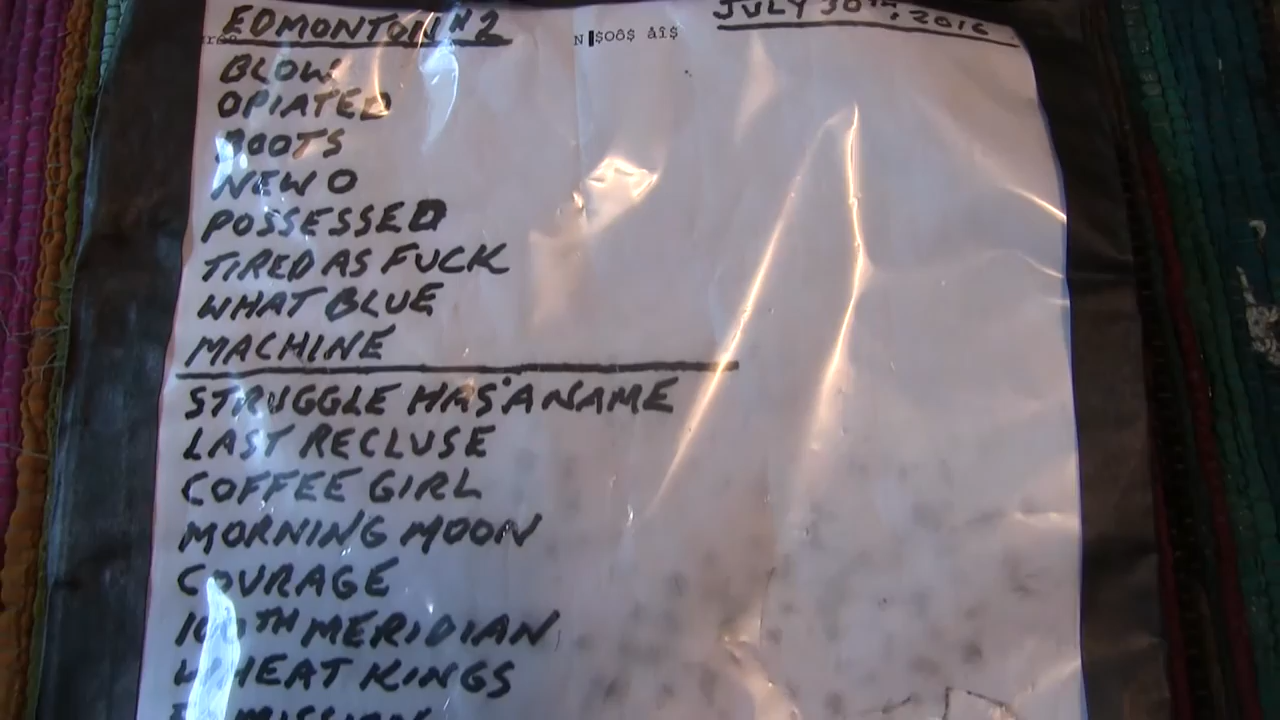 EDMONTON #2
JULY 30TH, 2016
BLOW
OPIATED
BOOTS
NEW O
POSSESSED
TIRED AS FUCK
WHAT BLUE
MACHINE
STRUGGLE HAS A NAME
LAST RECLUSE
COFFEE GIRL
MORNING MOON
COURAGE
100TH MERIDIAN
WHEAT KINGS